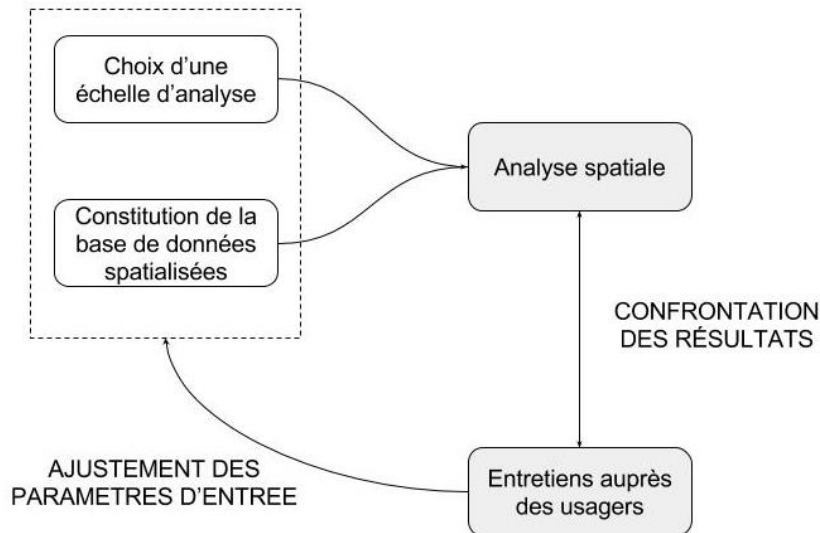 Choix d'une
échelle d'analyse
Analyse spatiale
Constitution de la
base de données
spatialisées
CONFRONTATION
DES RÉSULTATS
AJUSTEMENT DES
PARAMETRES D'ENTREE
Entretiens auprès
des usagers